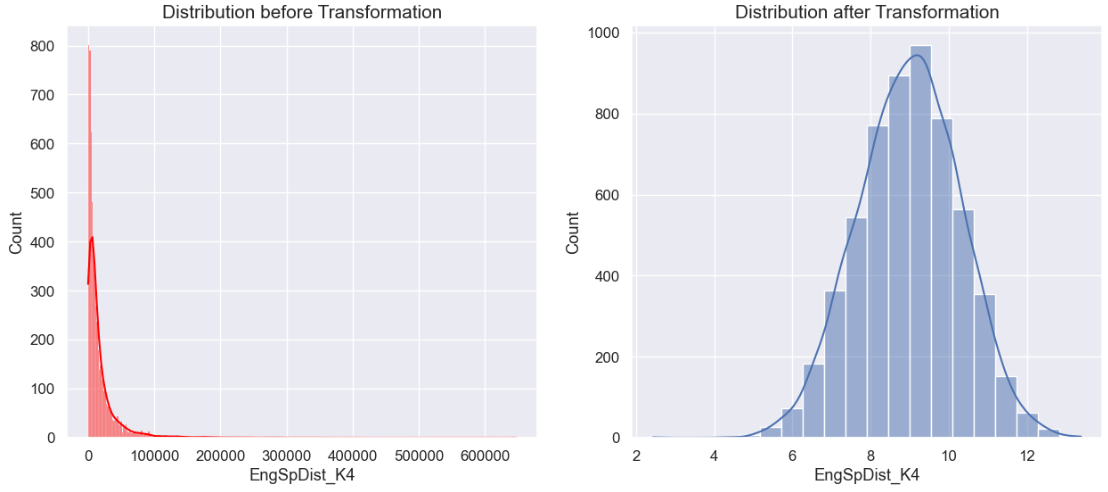 Distribution before Transformation
Count
800
700
600
500
400
300
200
100
0
0 100000 200000 300000 400000 500000 600000
EngSpDist_K4
Distribution after Transformation
Count
1000
800
600
400
200
0
2 4 6 8 10 12
EngSpDist_K4